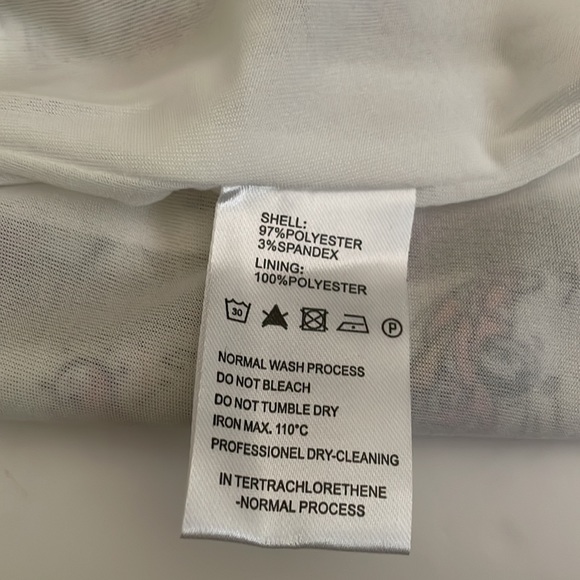 SHELL:
97%POLYESTER
3%SPANDEX
LINING:
100%POLYESTER
30 P
NORMAL WASH PROCESS
DO NOT BLEACH
DO NOT TUMBLE DRY
IRON MAX. 110°C
PROFESSIONEL DRY-CLEANING
IN TERTRACHLORETHENE
-NORMAL PROCESS